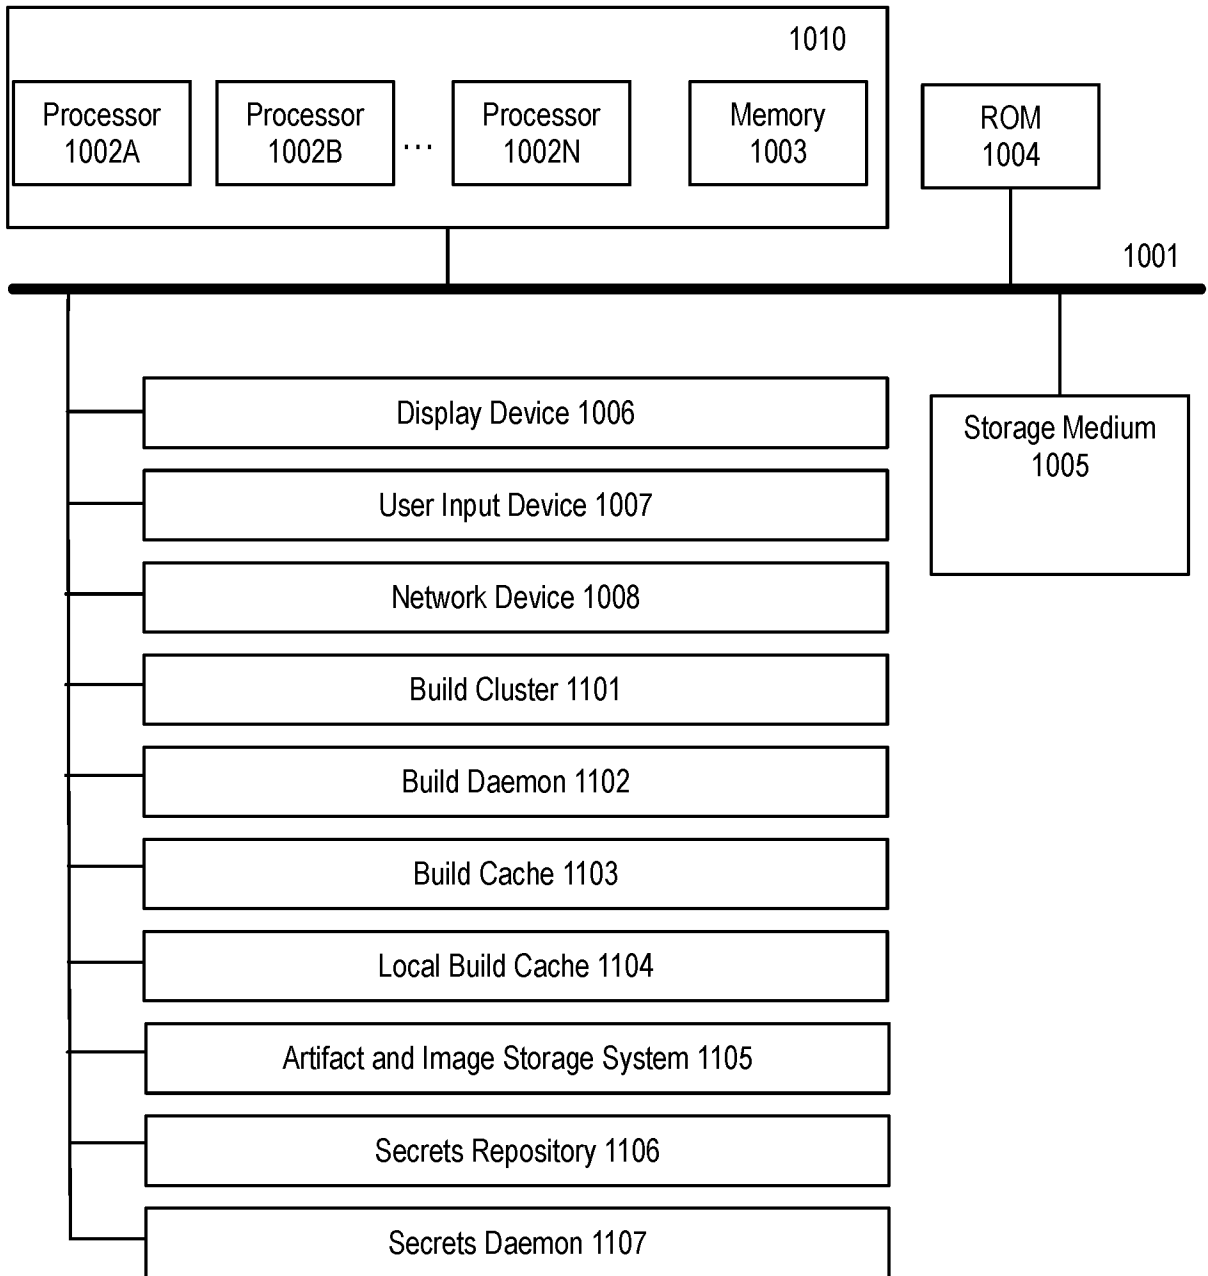 1010
Processor
1002A
Processor
1002B
...
Processor
1002N
Memory
1003
ROM
1004
1001
Storage Medium
1005
Display Device 1006
User Input Device 1007
Network Device 1008
Build Cluster 1101
Build Daemon 1102
Build Cache 1103
Local Build Cache 1104
Artifact and Image Storage System 1105
Secrets Repository 1106
Secrets Daemon 1107